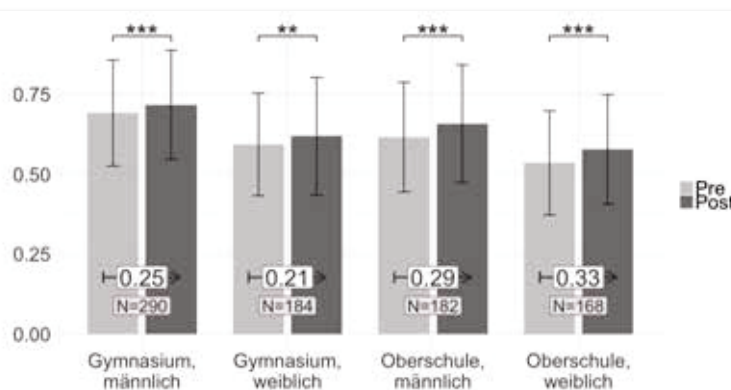 *** ** *** ***
0.75
0.50
0.25
0.00
0.25 0.21 0.29 0.33
N=290 N=184 N=182 N=168
Gymnasium, Gymnasium, Oberschule, Oberschule,
männlich weiblich männlich weiblich
Pre
Post